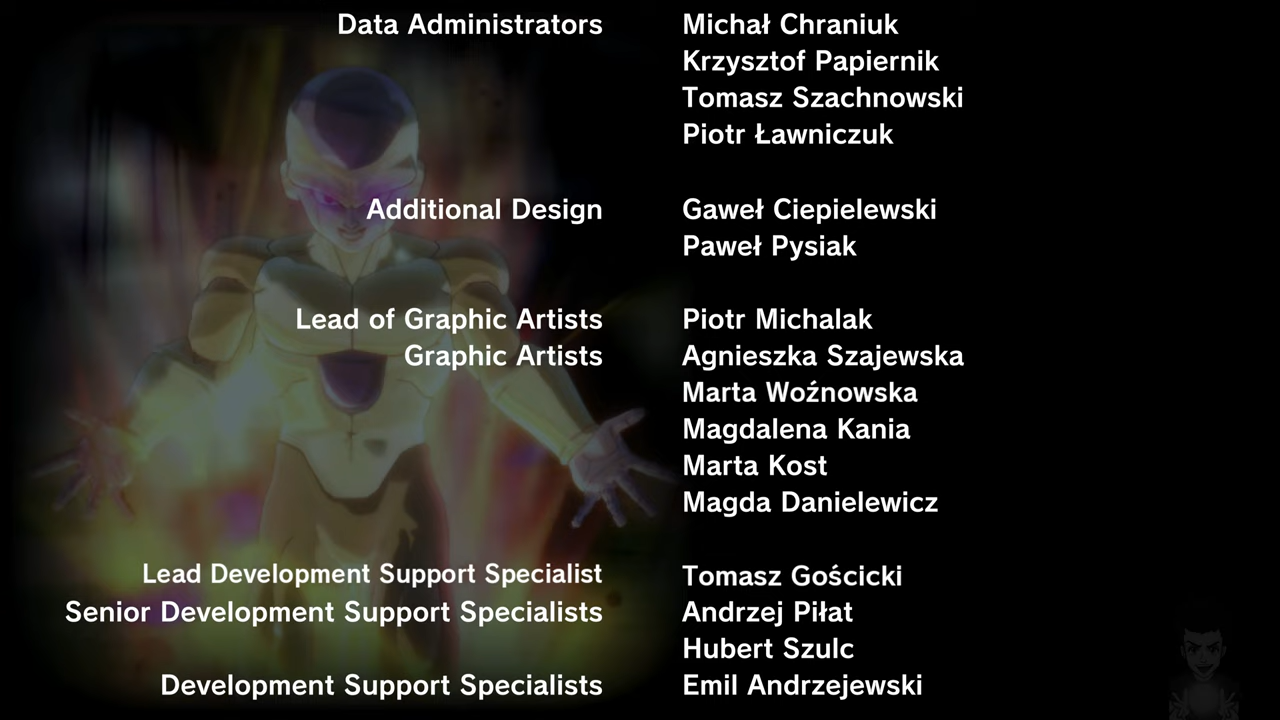 Data Administrators Michał Chraniuk
Krzysztof Papiernik
Tomasz Szachnowski
Piotr Ławniczuk
Additional Design Gaweł Ciepielewski
Paweł Pysiak
Lead of Graphic Artists Piotr Michalak
Graphic Artists Agnieszka Szajewska
Marta Woźnowska
Magdalena Kania
Marta Kost
Magda Danielewicz
Lead Development Support Specialist Tomasz Gościcki
Senior Development Support Specialists Andrzej Piłat
Hubert Szulc
Development Support Specialists Emil Andrzejewski